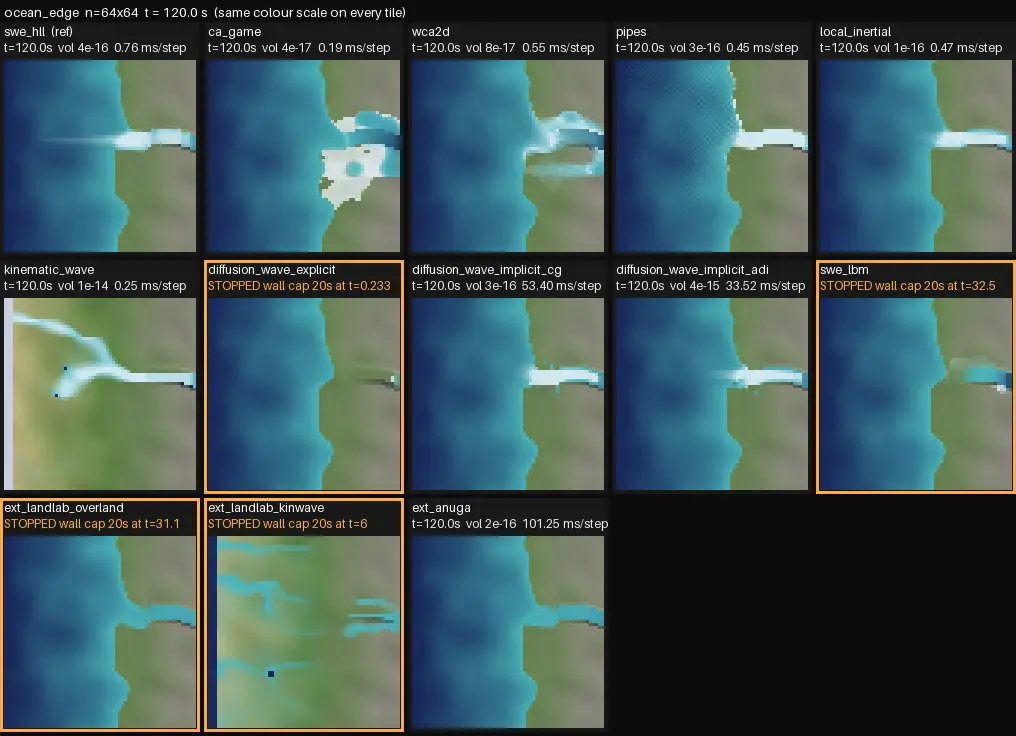 ocean_edge n=64x64 t = 120.0 s (same colour scale on every tile)
swe_hll (ref)
t=120.0s vol 4e-16 0.76 ms/step
ca_game
t=120.0s vol 4e-17 0.19 ms/step
wca2d
t=120.0s vol 8e-17 0.55 ms/step
pipes
t=120.0s vol 3e-16 0.45 ms/step
local_inertial
t=120.0s vol 1e-16 0.47 ms/step
kinematic_wave
t=120.0s vol 1e-14 0.25 ms/step
diffusion_wave_explicit
STOPPED wall cap 20s at t=0.233
diffusion_wave_implicit_cg
t=120.0s vol 3e-16 53.40 ms/step
diffusion_wave_implicit_adi
t=120.0s vol 4e-15 33.52 ms/step
swe_lbm
STOPPED wall cap 20s at t=32.5
ext_landlab_overland
STOPPED wall cap 20s at t=31.1
ext_landlab_kinwave
STOPPED wall cap 20s at t=6
ext_anuga
t=120.0s vol 2e-16 101.25 ms/step